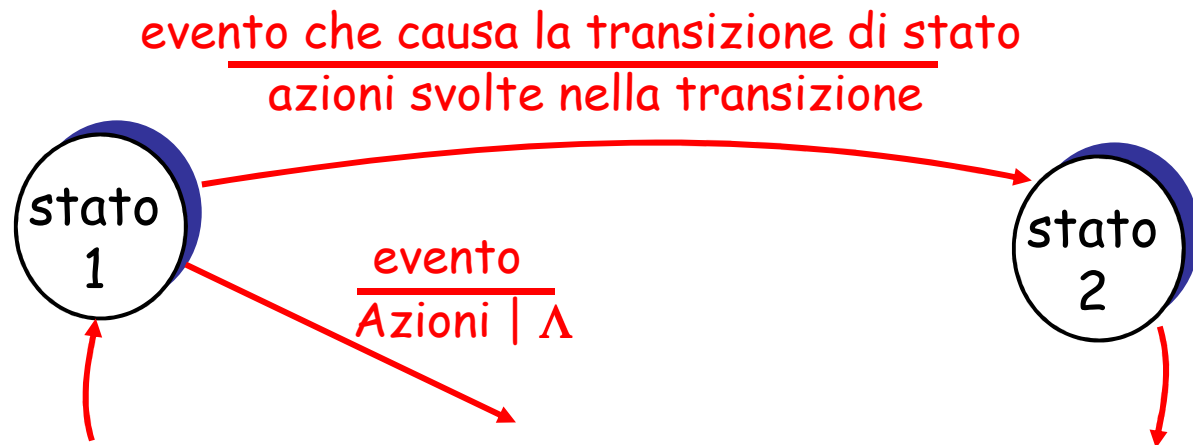 evento che causa la transizione di stato
azioni svolte nella transizione
stato
1
stato
2
evento
Azioni | Λ